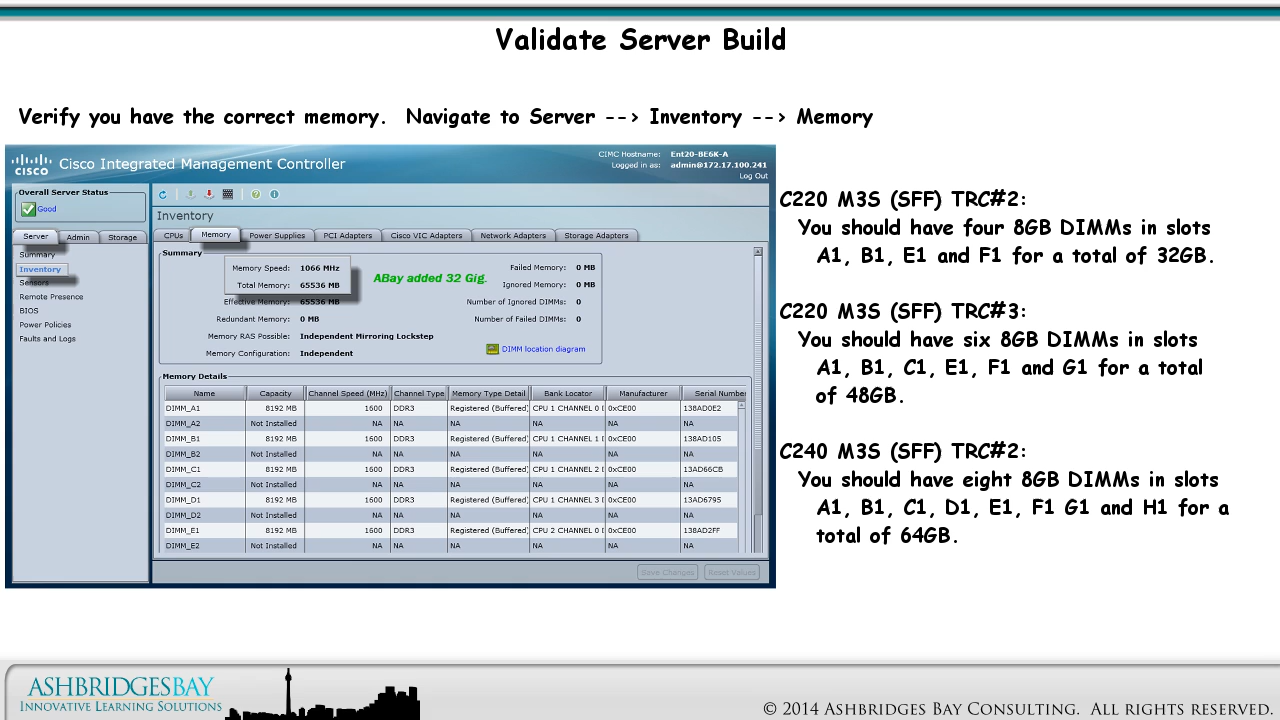 Validate Server Build
Verify you have the correct memory. Navigate to Server --> Inventory --> Memory
CISCO Cisco Integrated Management Controller
CIMC Hostname: Ent20-BE6K-A
Logged in as: admin@172.17.100.241
Log Out
Overall Server Status
Good
Server Admin Storage
Summary
Inventory
Sensors
Remote Presence
BIOS
Power Policies
Faults and Logs
Inventory
CPUs Memory Power Supplies PCI Adapters Cisco VIC Adapters Network Adapters Storage Adapters
Summary
Memory Speed: 1066 MHz
Total Memory: 65536 MB
Effective Memory: 65536 MB
Redundant Memory: 0 MB
Memory RAS Possible: Independent Mirroring Lockstep
Memory Configuration: Independent
ABay added 32 Gig.
Failed Memory: 0 MB
Ignored Memory: 0 MB
Number of Ignored DIMMs: 0
Number of Failed DIMMs: 0
DIMM location diagram
Memory Details
Name Capacity Channel Speed (MHz) Channel Type Memory Type Detail Bank Locator Manufacturer Serial Number
DIMM_A1 8192 MB 1600 DDR3 Registered (Buffered) CPU 1 CHANNEL 0 D 0xCE00 138AD0E2
DIMM_A2 Not Installed NA NA NA NA NA NA
DIMM_B1 8192 MB 1600 DDR3 Registered (Buffered) CPU 1 CHANNEL 1 D 0xCE00 138AD105
DIMM_B2 Not Installed NA NA NA NA NA NA
DIMM_C1 8192 MB 1600 DDR3 Registered (Buffered) CPU 1 CHANNEL 2 D 0xCE00 13AD66CB
DIMM_C2 Not Installed NA NA NA NA NA NA
DIMM_D1 8192 MB 1600 DDR3 Registered (Buffered) CPU 1 CHANNEL 3 D 0xCE00 13AD6795
DIMM_D2 Not Installed NA NA NA NA NA NA
DIMM_E1 8192 MB 1600 DDR3 Registered (Buffered) CPU 2 CHANNEL 0 D 0xCE00 138AD2FF
DIMM_E2 Not Installed NA NA NA NA NA NA
Save Changes Reset Values
C220 M3S (SFF) TRC#2:
You should have four 8GB DIMMs in slots
A1, B1, E1 and F1 for a total of 32GB.
C220 M3S (SFF) TRC#3:
You should have six 8GB DIMMs in slots
A1, B1, C1, E1, F1 and G1 for a total
of 48GB.
C240 M3S (SFF) TRC#2:
You should have eight 8GB DIMMs in slots
A1, B1, C1, D1, E1, F1 G1 and H1 for a
total of 64GB.
ASHBRIDGESBAY
INNOVATIVE LEARNING SOLUTIONS
© 2014 ASHBRIDGES BAY CONSULTING. ALL RIGHTS RESERVED.